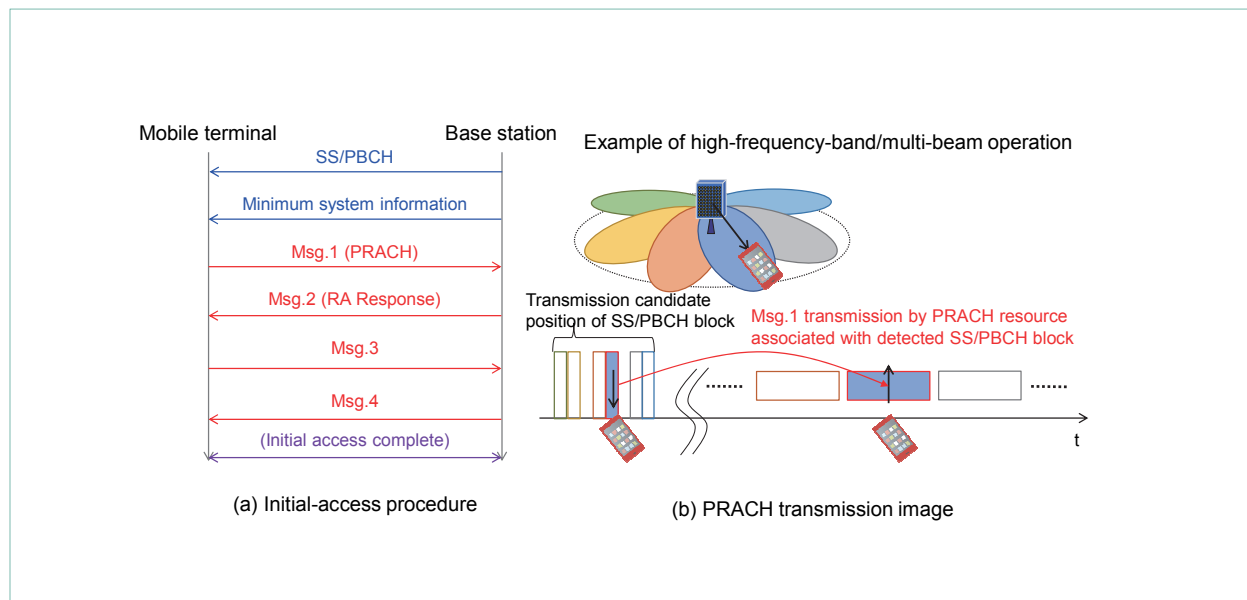 Mobile terminal
Base station
SS/PBCH
Minimum system information
Msg.1 (PRACH)
Msg.2 (RA Response)
Msg.3
Msg.4
(Initial access complete)
(a) Initial-access procedure
Example of high-frequency-band/multi-beam operation
Transmission candidate
position of SS/PBCH block
Msg.1 transmission by PRACH resource
associated with detected SS/PBCH block
t
(b) PRACH transmission image